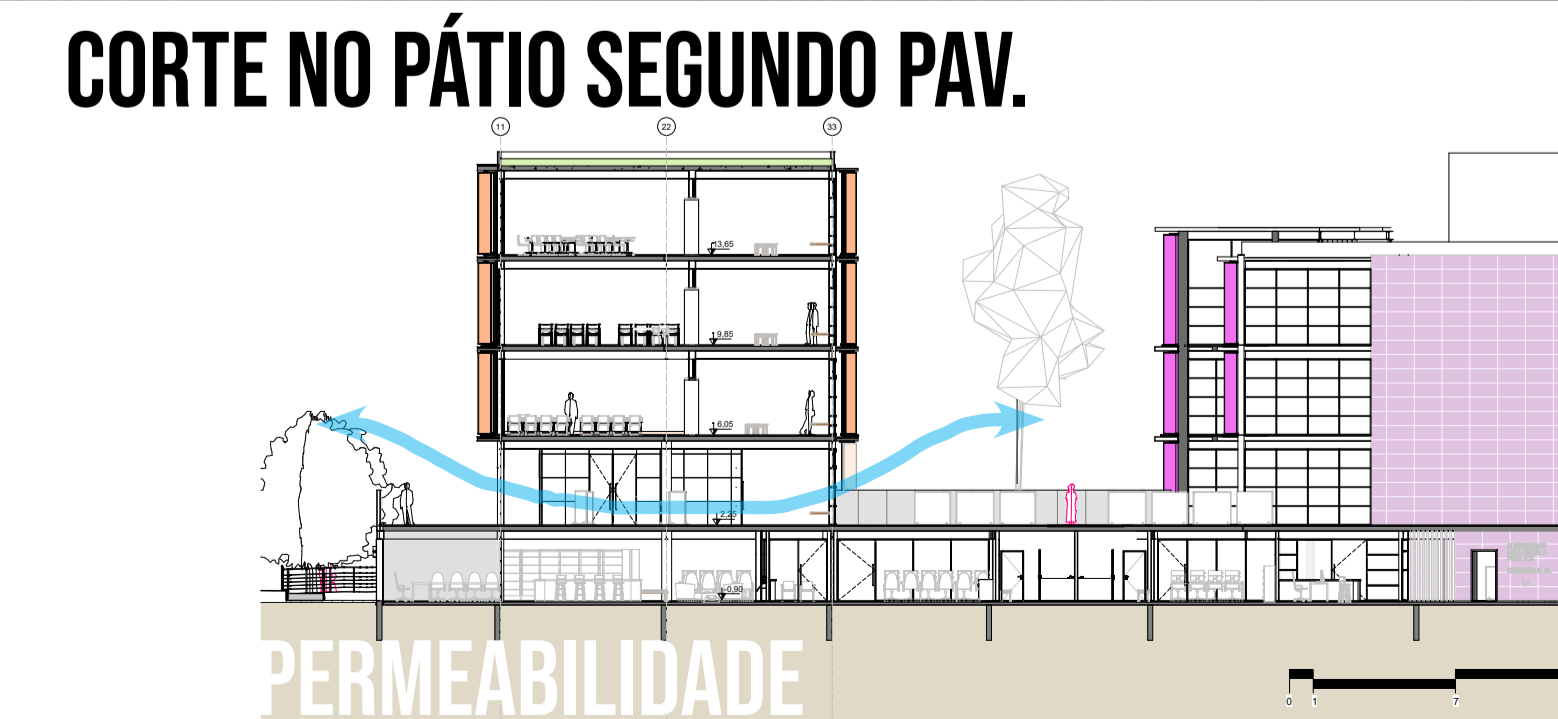 CORTE NO PÁTIO SEGUNDO PAV.
11 22 33
13,65
9,85
6,05
2,25
-0,90
PERMEABILIDADE
0 1 7